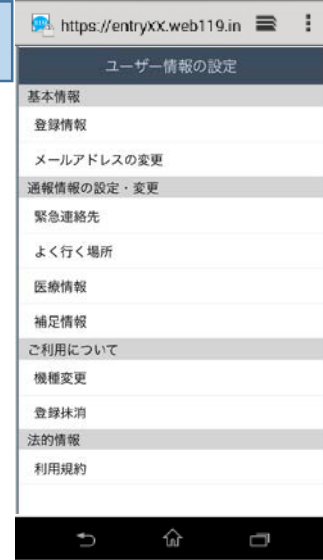 https://entryXX.web119.in
ユーザー情報の設定
基本情報
登録情報
メールアドレスの変更
通報情報の設定・変更
緊急連絡先
よく行く場所
医療情報
補足情報
ご利用について
機種変更
登録抹消
法的情報
利用規約